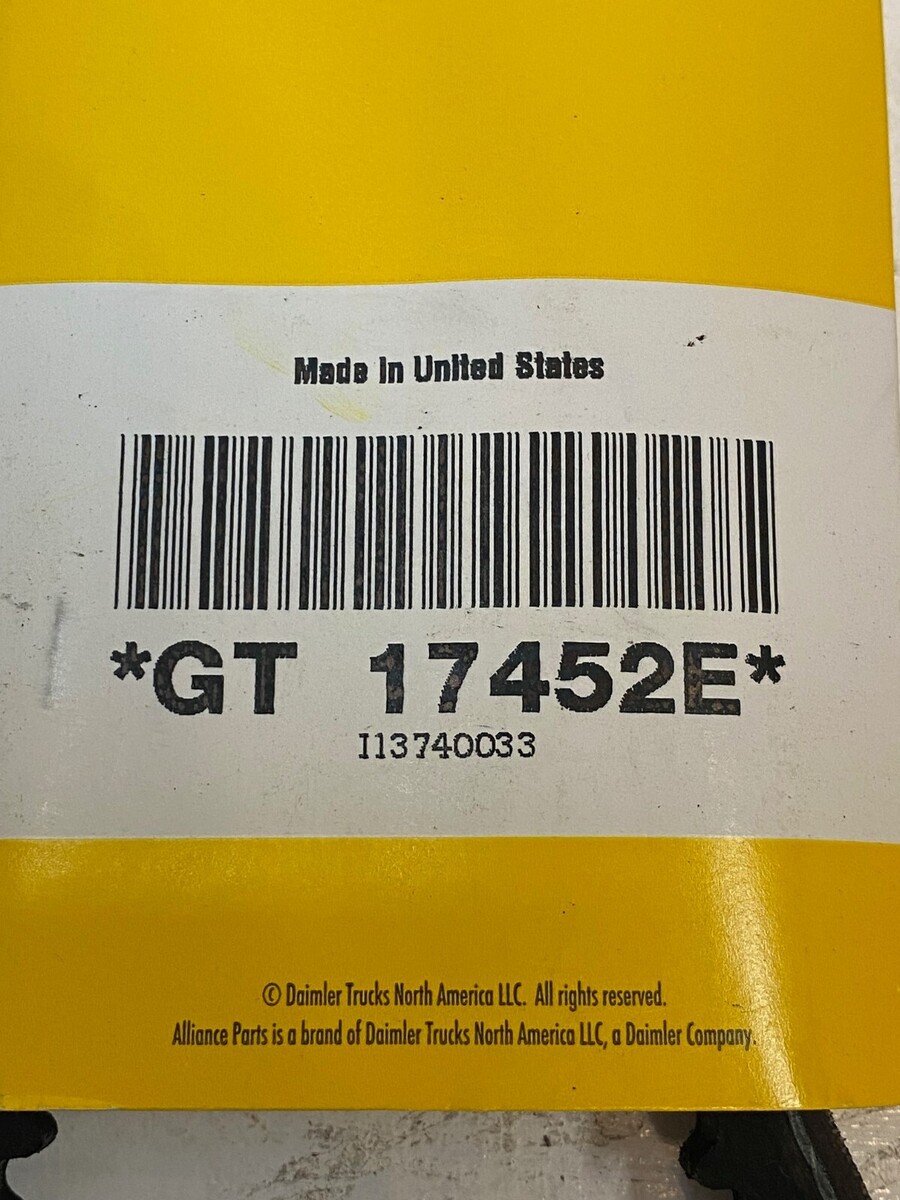 Made in United States
*GT 17452E*
I13740033
© Daimler Trucks North America LLC. All rights reserved.
Alliance Parts is a brand of Daimler Trucks North America LLC, a Daimler Company.